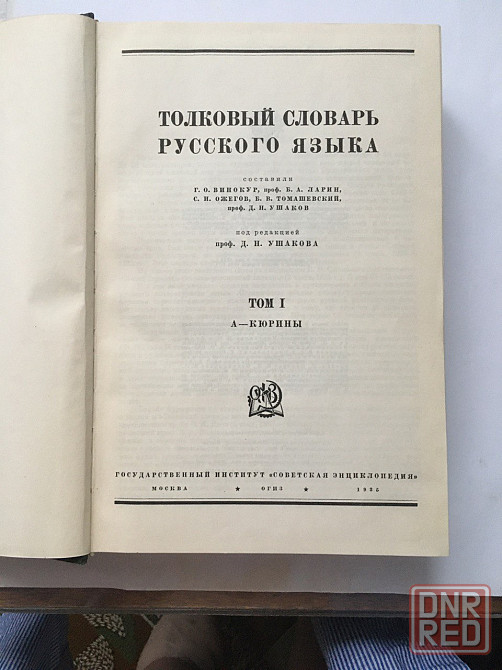 ТОЛКОВЫЙ СЛОВАРЬ
РУССКОГО ЯЗЫКА
составили
Г. О. ВИНОКУР, проф. Б. А. ЛАРИН,
С. И. ОЖЕГОВ, Б. В. ТОМАШЕВСКИЙ,
проф. Д. Н. УШАКОВ
под редакцией
проф. Д. Н. УШАКОВА
ТОМ I
А—КЮРИНЫ
ГОСУДАРСТВЕННЫЙ ИНСТИТУТ «СОВЕТСКАЯ ЭНЦИКЛОПЕДИЯ»
МОСКВА ★ ОГИЗ ★ 1935
DNR
RED